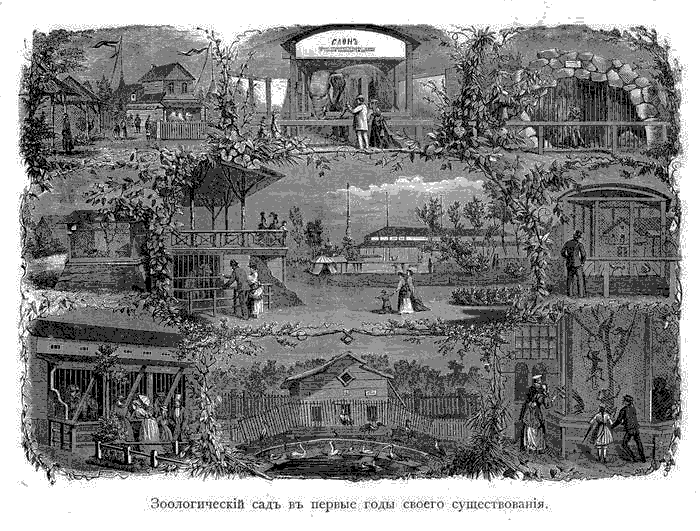 СЛОНЪ
Зоологическій садъ въ первые годы своего существованія.